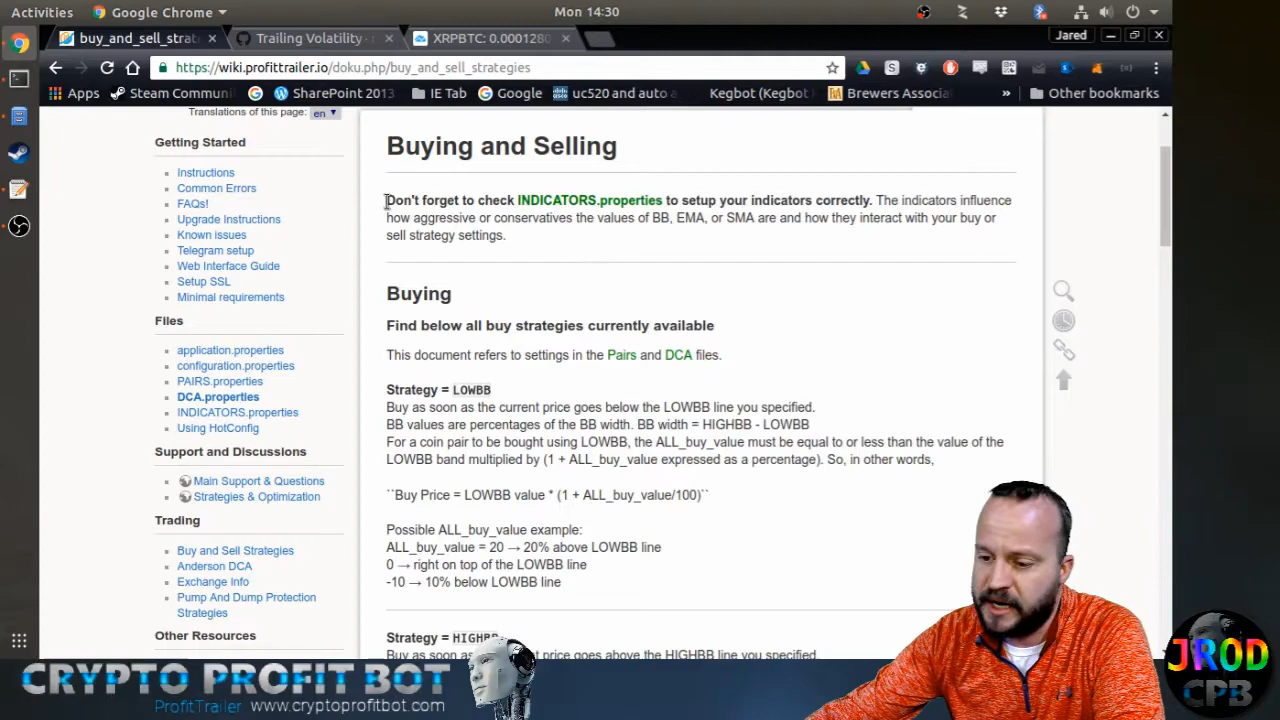 Activities
Google Chrome
Mon 14:30
buy_and_sell_strat
Trailing Volatility -
XRPBTC: 0.0001280
Jared
https://wiki.profittrailer.io/doku.php/buy_and_sell_strategies
Apps
Steam Communi
SharePoint 2013
IE Tab
Google
uc520 and auto a
Kegbot (Kegbot
Brewers Associa
»
Other bookmarks
Translations of this page:
en
Getting Started
Instructions
Common Errors
FAQs!
Upgrade Instructions
Known issues
Telegram setup
Web Interface Guide
Setup SSL
Minimal requirements
Files
application.properties
configuration.properties
PAIRS.properties
DCA.properties
INDICATORS.properties
Using HotConfig
Support and Discussions
Main Support & Questions
Strategies & Optimization
Trading
Buy and Sell Strategies
Anderson DCA
Exchange Info
Pump And Dump Protection
Strategies
Other Resources
Buying and Selling
Don't forget to check INDICATORS.properties to setup your indicators correctly. The indicators influence
how aggressive or conservatives the values of BB, EMA, or SMA are and how they interact with your buy or
sell strategy settings.
Buying
Find below all buy strategies currently available
This document refers to settings in the Pairs and DCA files.
Strategy = LOWBB
Buy as soon as the current price goes below the LOWBB line you specified.
BB values are percentages of the BB width. BB width = HIGHBB - LOWBB
For a coin pair to be bought using LOWBB, the ALL_buy_value must be equal to or less than the value of the
LOWBB band multiplied by (1 + ALL_buy_value expressed as a percentage). So, in other words,
``Buy Price = LOWBB value * (1 + ALL_buy_value/100)``
Possible ALL_buy_value example:
ALL_buy_value = 20 → 20% above LOWBB line
0 → right on top of the LOWBB line
-10 → 10% below LOWBB line
Strategy = HIGHBB
Buy as soon as the current price goes above the HIGHBB line you specified.
CRYPTO PROFIT BOT
ProfitTrailer www.cryptoprofitbot.com
JROD
CPB